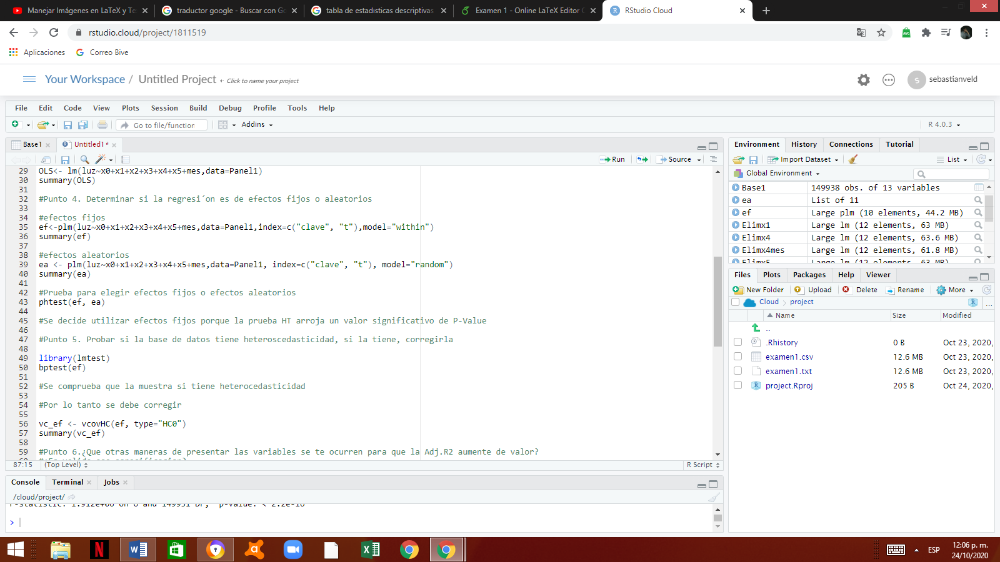 Manejar Imágenes en LaTeX y Te
traductor google - Buscar con Go
tabla de estadısticas descriptivas
Examen 1 - Online LaTeX Editor O
RStudio Cloud
rstudio.cloud/project/1811519
Aplicaciones
Correo Bive
Your Workspace / Untitled Project ← Click to name your project
S
sebastianveld
File Edit Code View Plots Session Build Debug Profile Tools Help
Go to file/function
Addins
R 4.0.3
Base1
Untitled1*
Run
Source
29 OLS<- lm(luz~x0+x1+x2+x3+x4+x5+mes,data=Panel1)
30 summary(OLS)
31
32 #Punto 4. Determinar si la regresi´on es de efectos fijos o aleatorios
33
34 #efectos fijos
35 ef<-plm(luz~x0+x1+x2+x3+x4+x5+mes,data=Panel1,index=c("clave", "t"),model="within")
36 summary(ef)
37
38 #efectos aleatorios
39 ea <- plm(luz~x0+x1+x2+x3+x4+x5+mes,data=Panel1, index=c("clave", "t"), model="random")
40 summary(ea)
41
42 #Prueba para elegir efectos fijos o efectos aleatorios
43 phtest(ef, ea)
44
45 #Se decide utilizar efectos fijos porque la prueba HT arroja un valor significativo de P-Value
46
47 #Punto 5. Probar si la base de datos tiene heteroscedasticidad, si la tiene, corregirla
48
49 library(lmtest)
50 bptest(ef)
51
52 #Se comprueba que la muestra si tiene heterocedasticidad
53
54 #Por lo tanto se debe corregir
55
56 vc_ef <- vcovHC(ef, type="HC0")
57 summary(vc_ef)
58
59 #Punto 6.¿Que otras maneras de presentar las variables se te ocurren para que la Adj.R2 aumente de valor?
87:15 (Top Level)
R Script
Console Terminal Jobs
/cloud/project/
>
Environment History Connections Tutorial
Import Dataset
List
Global Environment
Base1 149938 obs. of 13 variables
ea List of 11
ef Large plm (10 elements, 44.2 MB)
Elimx1 Large lm (12 elements, 63 MB)
Elimx4 Large lm (12 elements, 63.6 MB)
Elimx4mes Large lm (12 elements, 61.8 MB)
Elimx5 Large lm (12 elements, 63 MB)
Files Plots Packages Help Viewer
New Folder Upload Delete Rename More
Cloud project
...
Name Size Modified
..
.Rhistory 0 B Oct 23, 2020,
examen1.csv 12.6 MB Oct 23, 2020,
examen1.txt 12.6 MB Oct 23, 2020,
project.Rproj 205 B Oct 24, 2020,
ESP
12:06 p. m.
24/10/2020